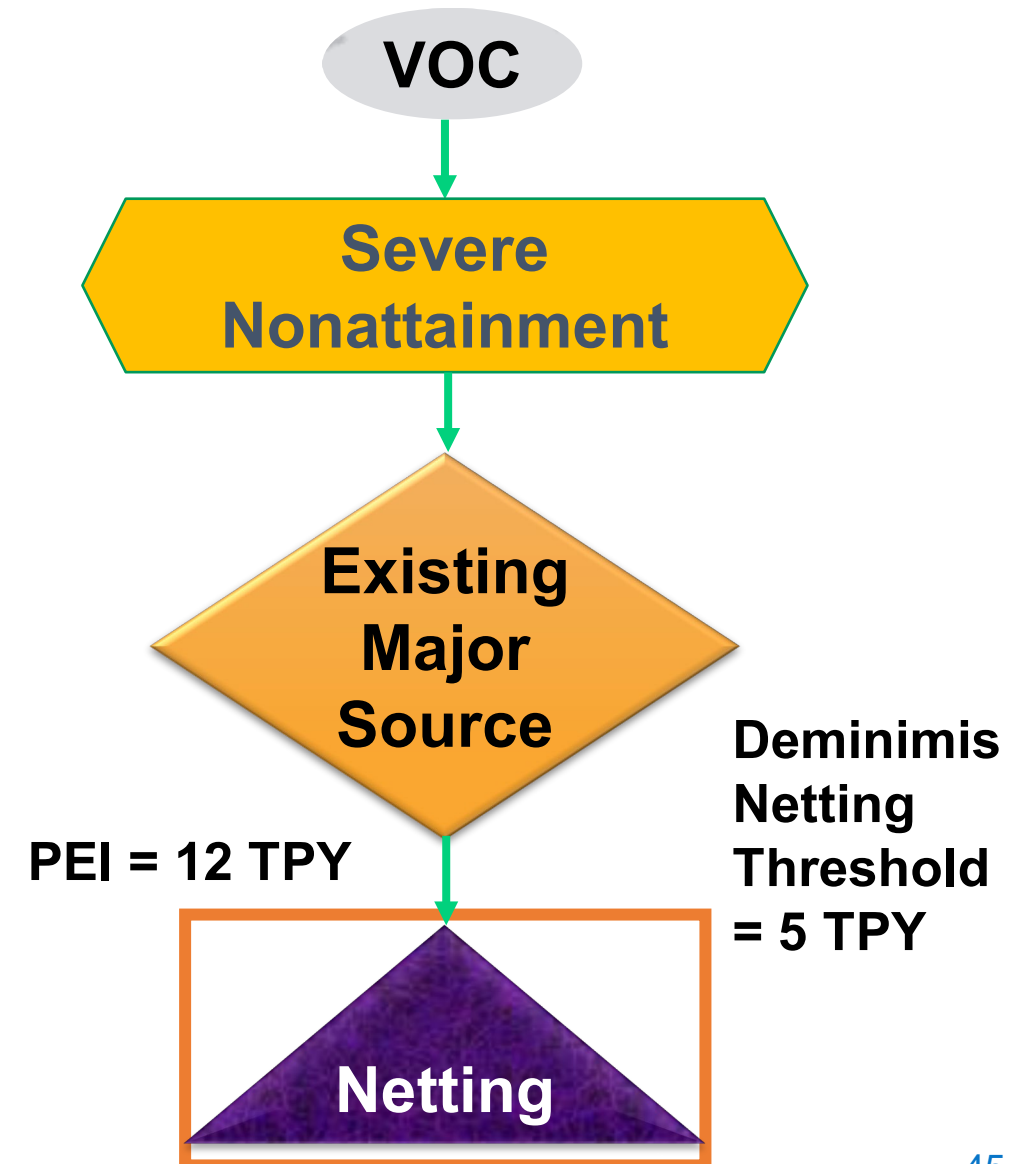 VOC
Severe
Nonattainment
Existing
Major
Source
PEI = 12 TPY
Deminimis
Netting
Threshold
= 5 TPY
Netting